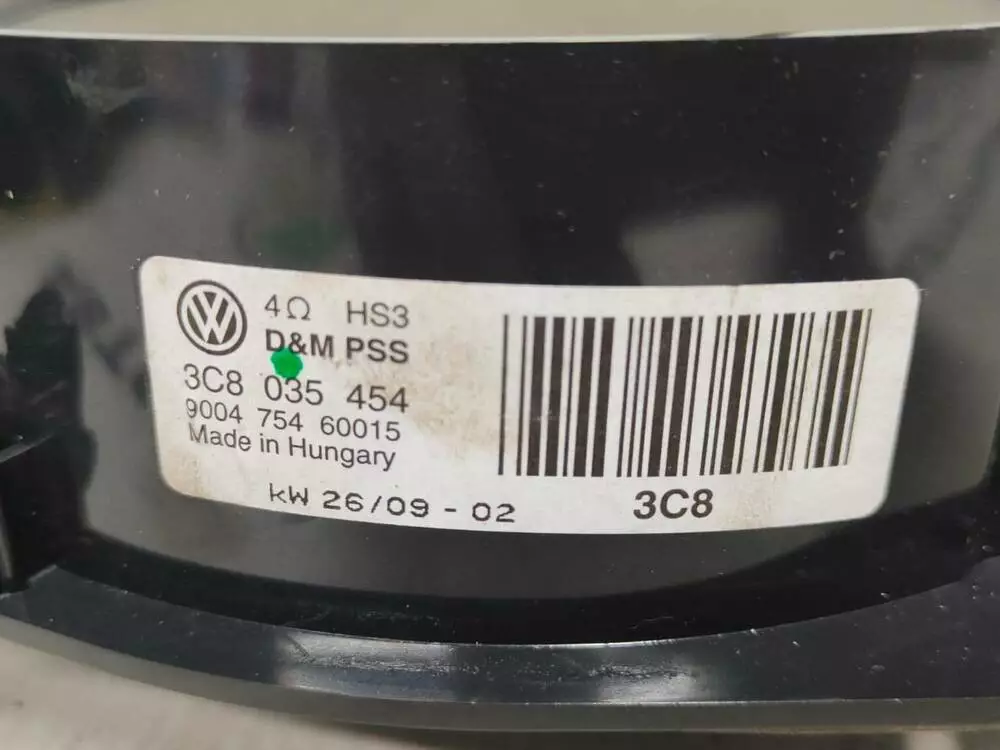 4Ω HS3
D&M PSS
3C8 035 454
9004 754 60015
Made in Hungary
kW 26/09 - 02
3C8